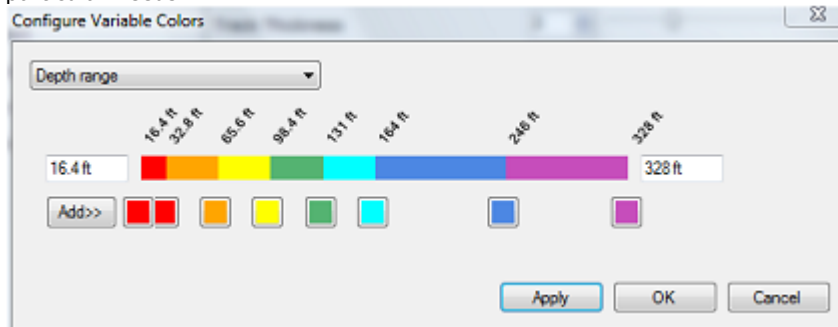 Configure Variable Colors
Depth range
16.4 ft
32.8 ft
65.6 ft
98.4 ft
131 ft
164 ft
246 ft
328 ft
16.4 ft
328 ft
Add>>
Apply
OK
Cancel